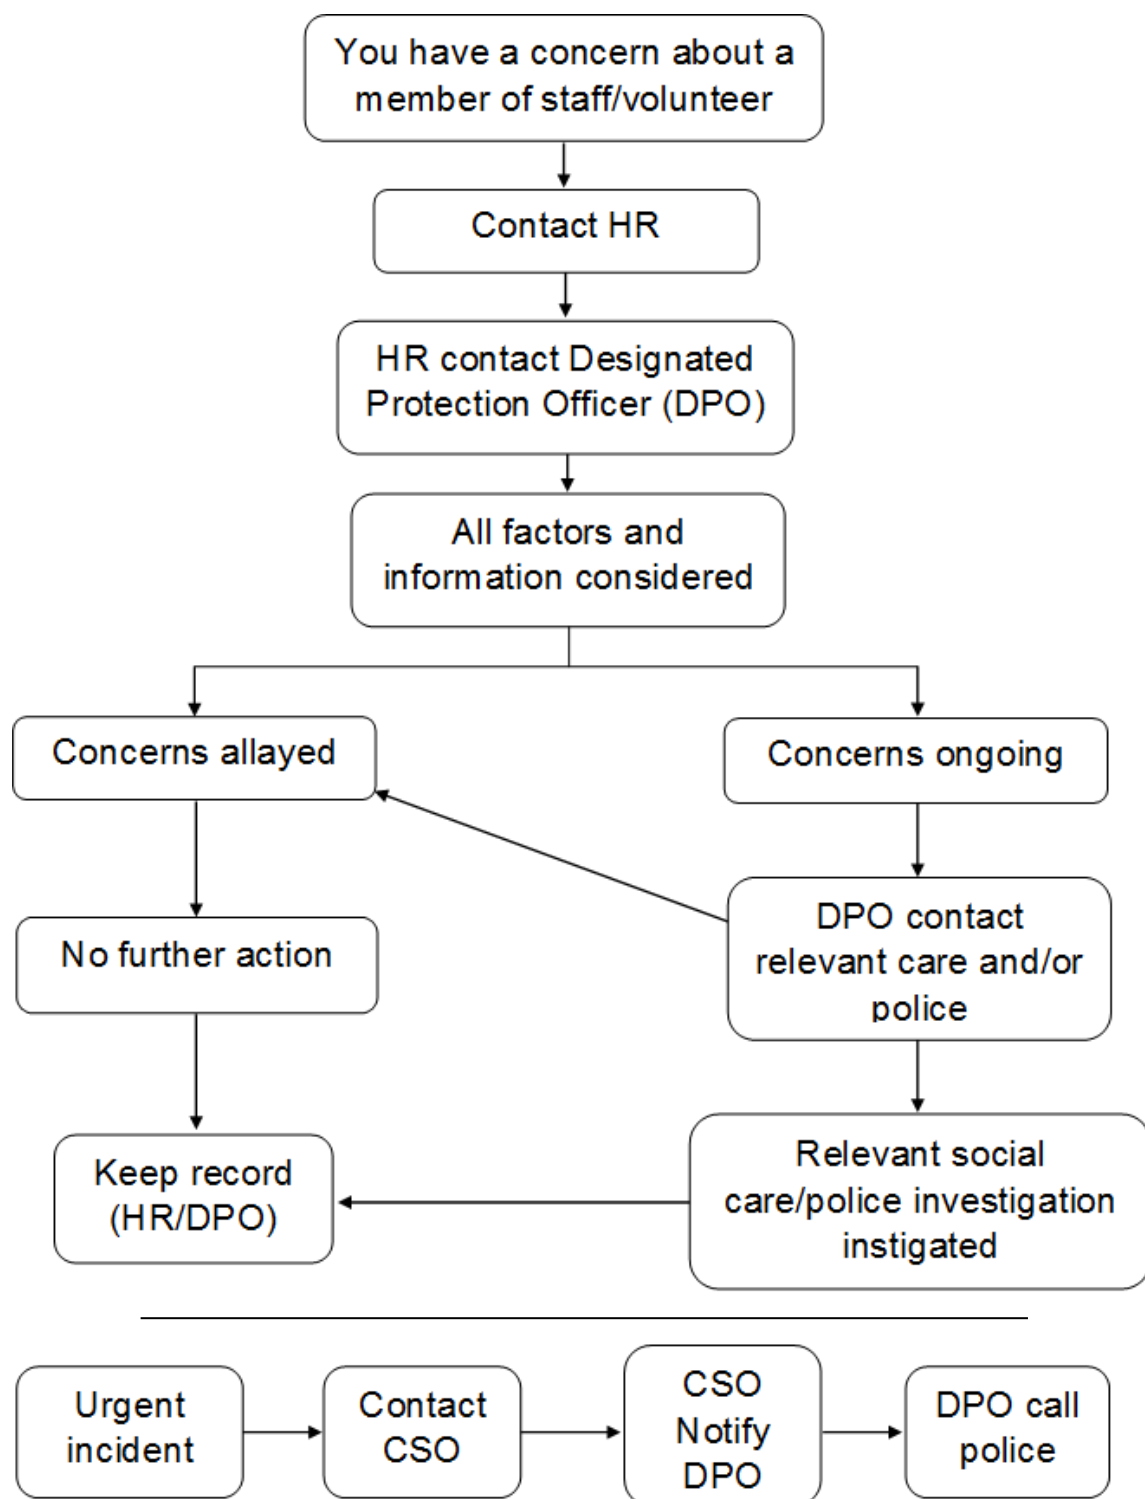 You have a concern about a
member of staff/volunteer
Contact HR
HR contact Designated
Protection Officer (DPO)
All factors and
information considered
Concerns allayed
Concerns ongoing
No further action
DPO contact
relevant care and/or
police
Keep record
(HR/DPO)
Relevant social
care/police investigation
instigated
Urgent
incident
Contact
CSO
CSO
Notify
DPO
DPO call
police